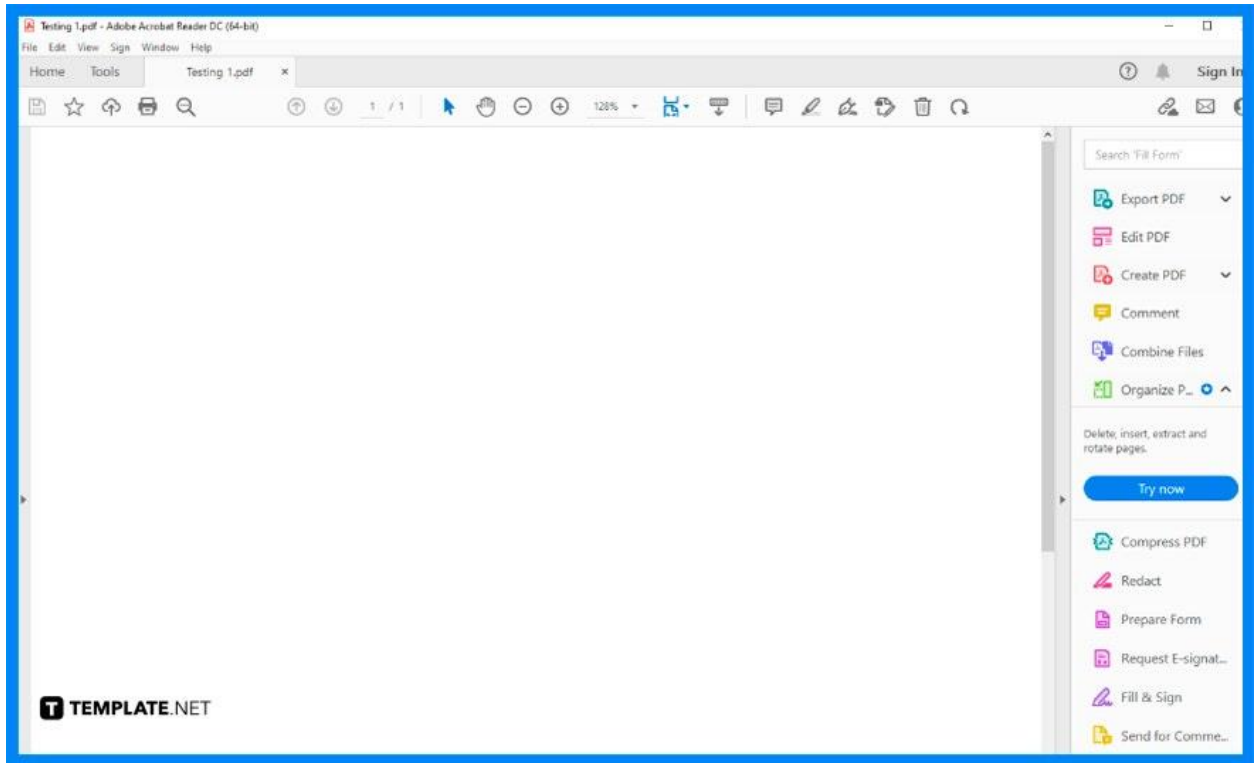 Testing 1.pdf - Adobe Acrobat Reader DC (64-bit)
File Edit View Sign Window Help
Home Tools Testing 1.pdf × Sign In
1 / 1 128%
Search 'Fill Form'
Export PDF
Edit PDF
Create PDF
Comment
Combine Files
Organize P...
Delete, insert, extract and
rotate pages.
Try now
Compress PDF
Redact
Prepare Form
Request E-signat...
Fill & Sign
Send for Comme...
T TEMPLATE.NET